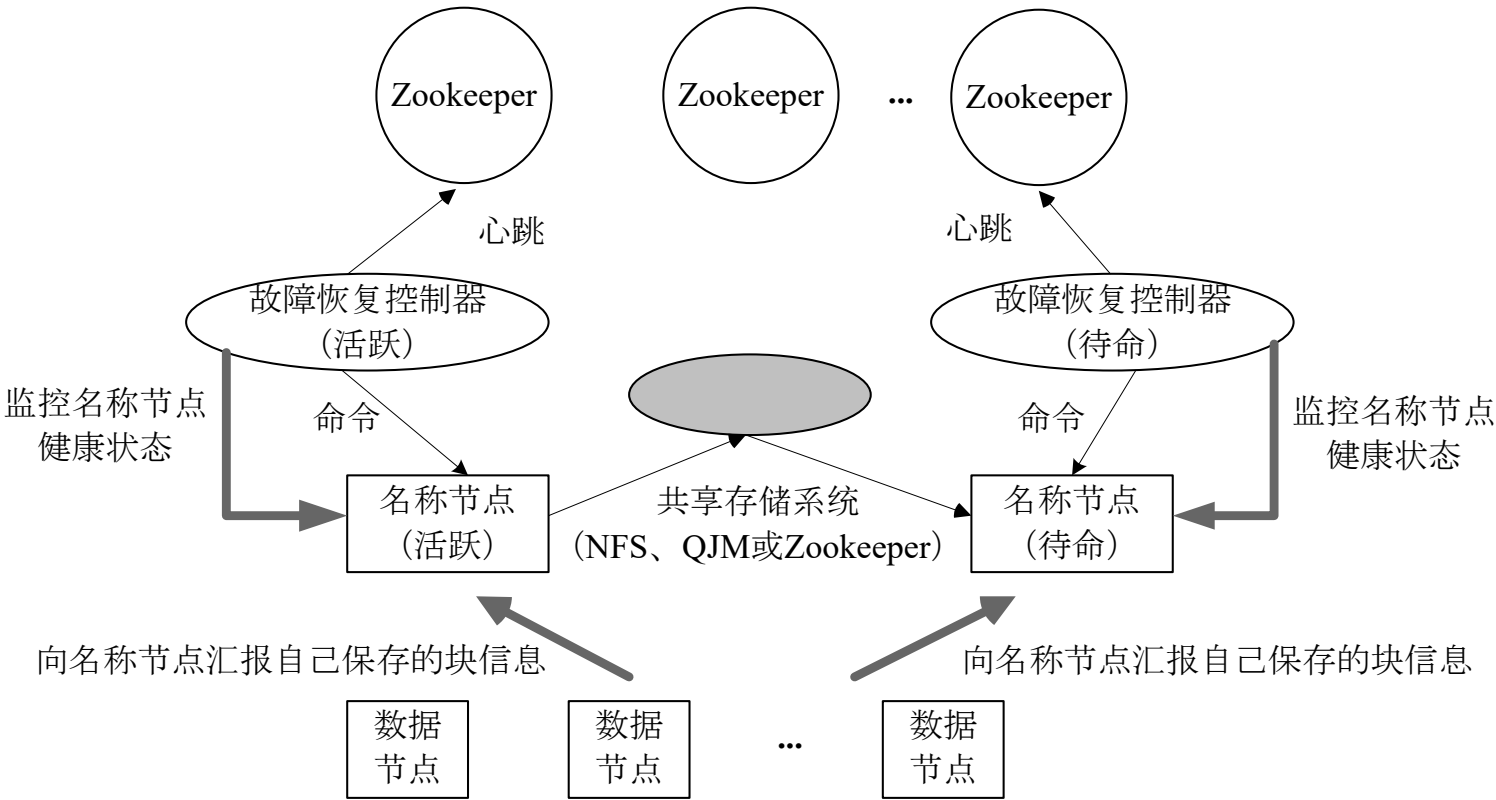 Zookeeper
Zookeeper
...
Zookeeper
心跳
心跳
故障恢复控制器
（活跃）
故障恢复控制器
（待命）
监控名称节点
健康状态
命令
命令
监控名称节点
健康状态
名称节点
（活跃）
共享存储系统
（NFS、QJM或Zookeeper）
名称节点
（待命）
向名称节点汇报自己保存的块信息
向名称节点汇报自己保存的块信息
数据
节点
数据
节点
...
数据
节点